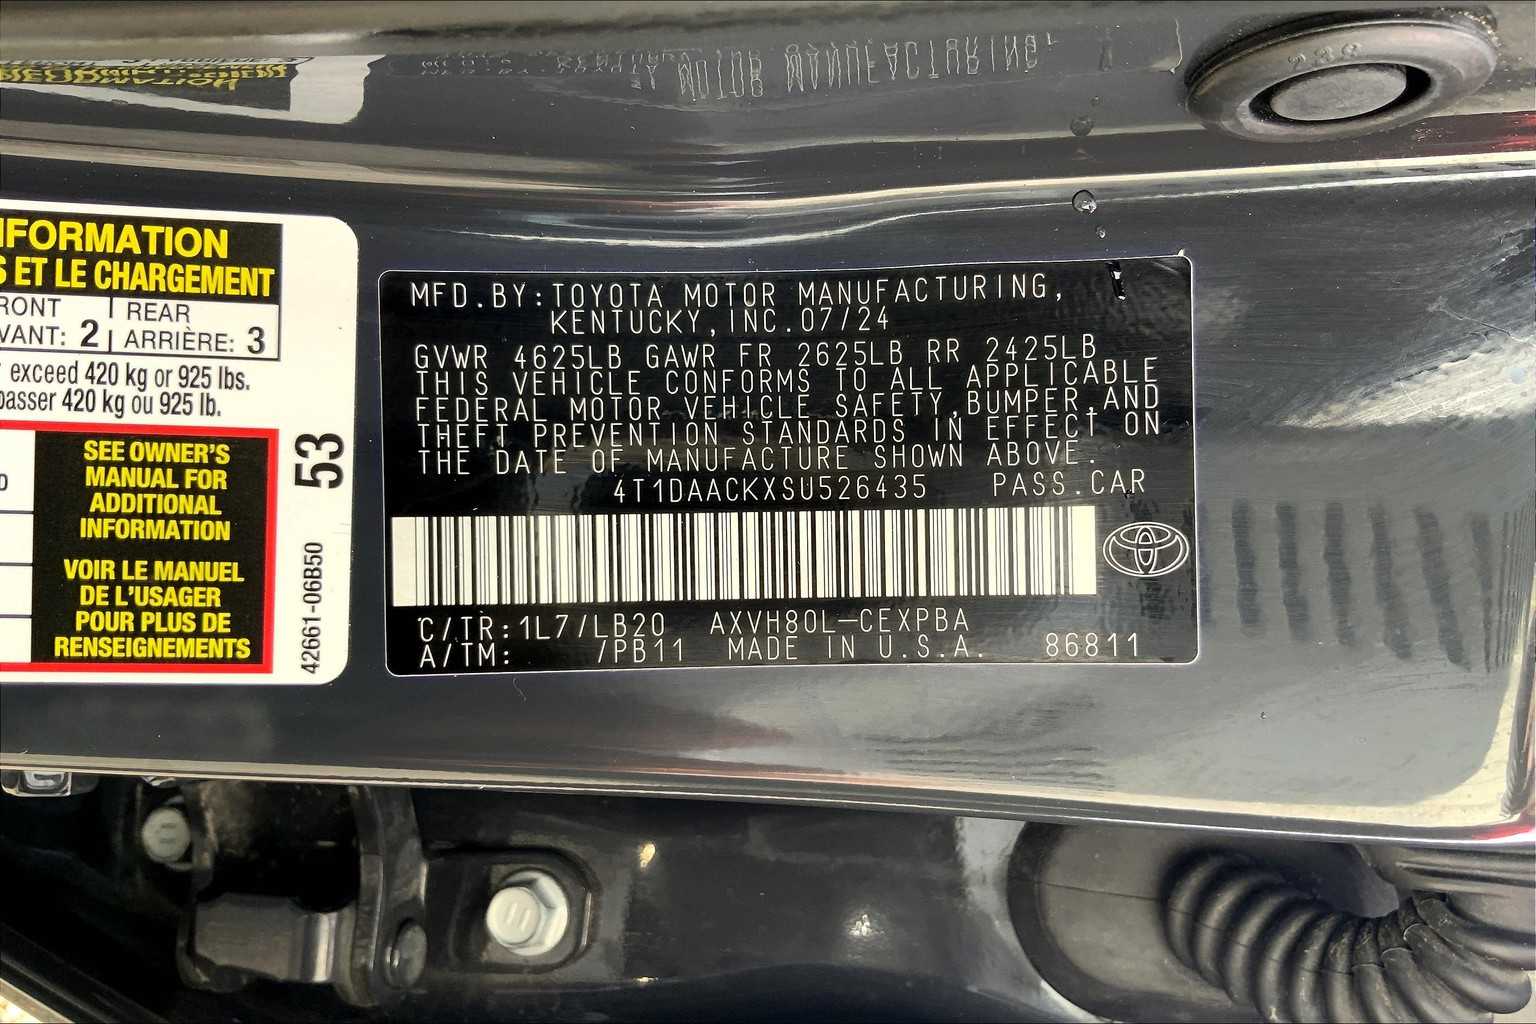 NFORMATION
S ET LE CHARGEMENT
RONT | REAR
VANT: 2 | ARRIÈRE: 3
exceed 420 kg or 925 lbs.
passer 420 kg ou 925 lb.
SEE OWNER'S
MANUAL FOR
ADDITIONAL
INFORMATION
VOIR LE MANUEL
DE L'USAGER
POUR PLUS DE
RENSEIGNEMENTS
53
42661-06B50
MFD.BY:TOYOTA MOTOR MANUFACTURING,
KENTUCKY,INC.07/24
GVWR 4625LB GAWR FR 2625LB RR 2425LB
THIS VEHICLE CONFORMS TO ALL APPLICABLE
FEDERAL MOTOR VEHICLE SAFETY,BUMPER,AND
THEFT PREVENTION STANDARDS IN EFFECT ON
THE DATE OF MANUFACTURE SHOWN ABOVE.
4T1DAACKXSU526435 PASS.CAR
C/TR:1L7/LB20 AXVH80L-CEXPBA
A/TM: /PB11 MADE IN U.S.A. 86811